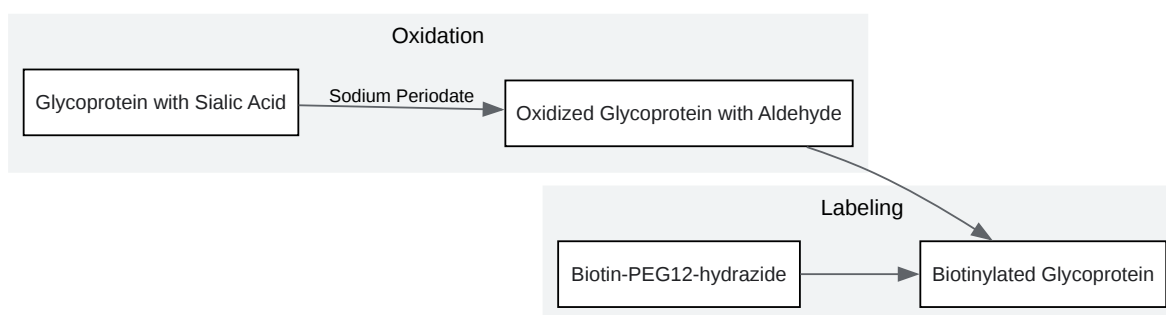 Oxidation
Glycoprotein with Sialic Acid
Sodium Periodate
Oxidized Glycoprotein with Aldehyde
Labeling
Biotin-PEG12-hydrazide
Biotinylated Glycoprotein